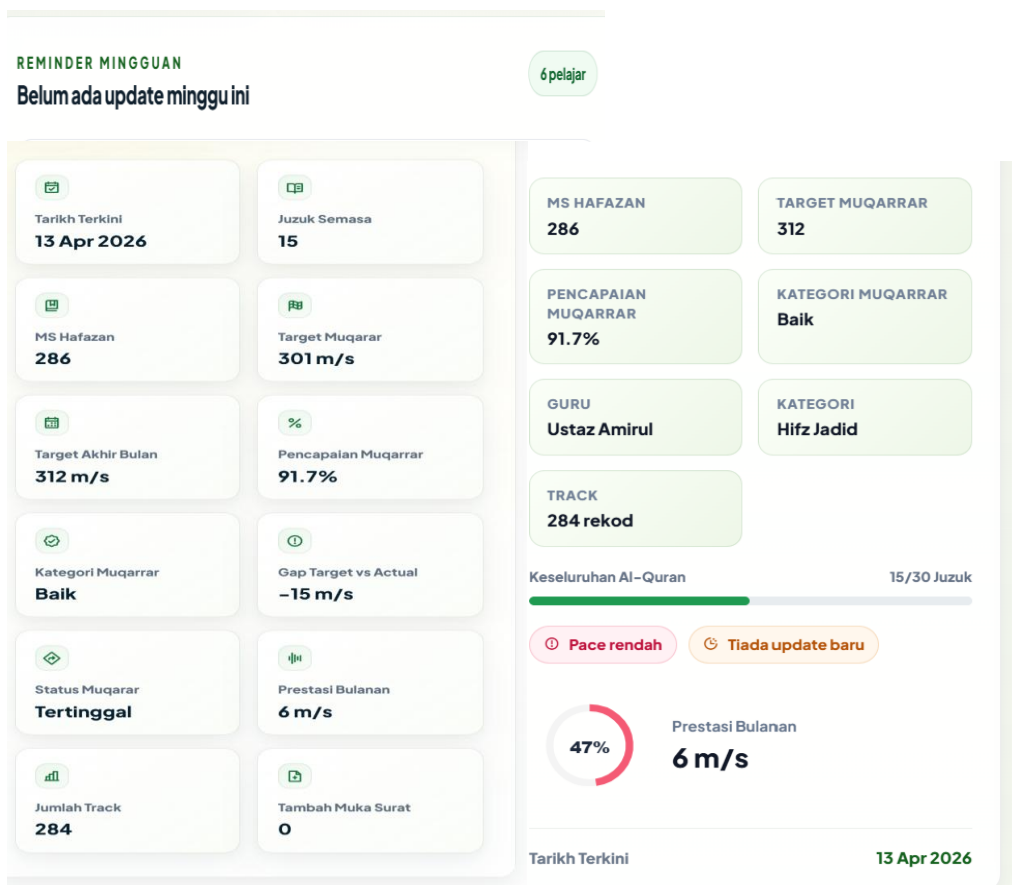 REMINDER MINGGUAN
Belum ada update minggu ini
6 pelajar
Tarikh Terkini
13 Apr 2026
Juzuk Semasa
15
MS Hafazan
286
Target Muqarar
301 m/s
Target Akhir Bulan
312 m/s
Pencapaian Muqarrar
91.7%
Kategori Muqarrar
Baik
Gap Target vs Actual
-15 m/s
Status Muqarar
Tertinggal
Prestasi Bulanan
6 m/s
Jumlah Track
284
Tambah Muka Surat
0
MS HAFAZAN
286
TARGET MUQARRAR
312
PENCAPAIAN
MUQARRAR
91.7%
KATEGORI MUQARRAR
Baik
GURU
Ustaz Amirul
KATEGORI
Hifz Jadid
TRACK
284 rekod
Keseluruhan Al-Quran
15/30 Juzuk
Pace rendah
Tiada update baru
47%
Prestasi Bulanan
6 m/s
Tarikh Terkini
13 Apr 2026